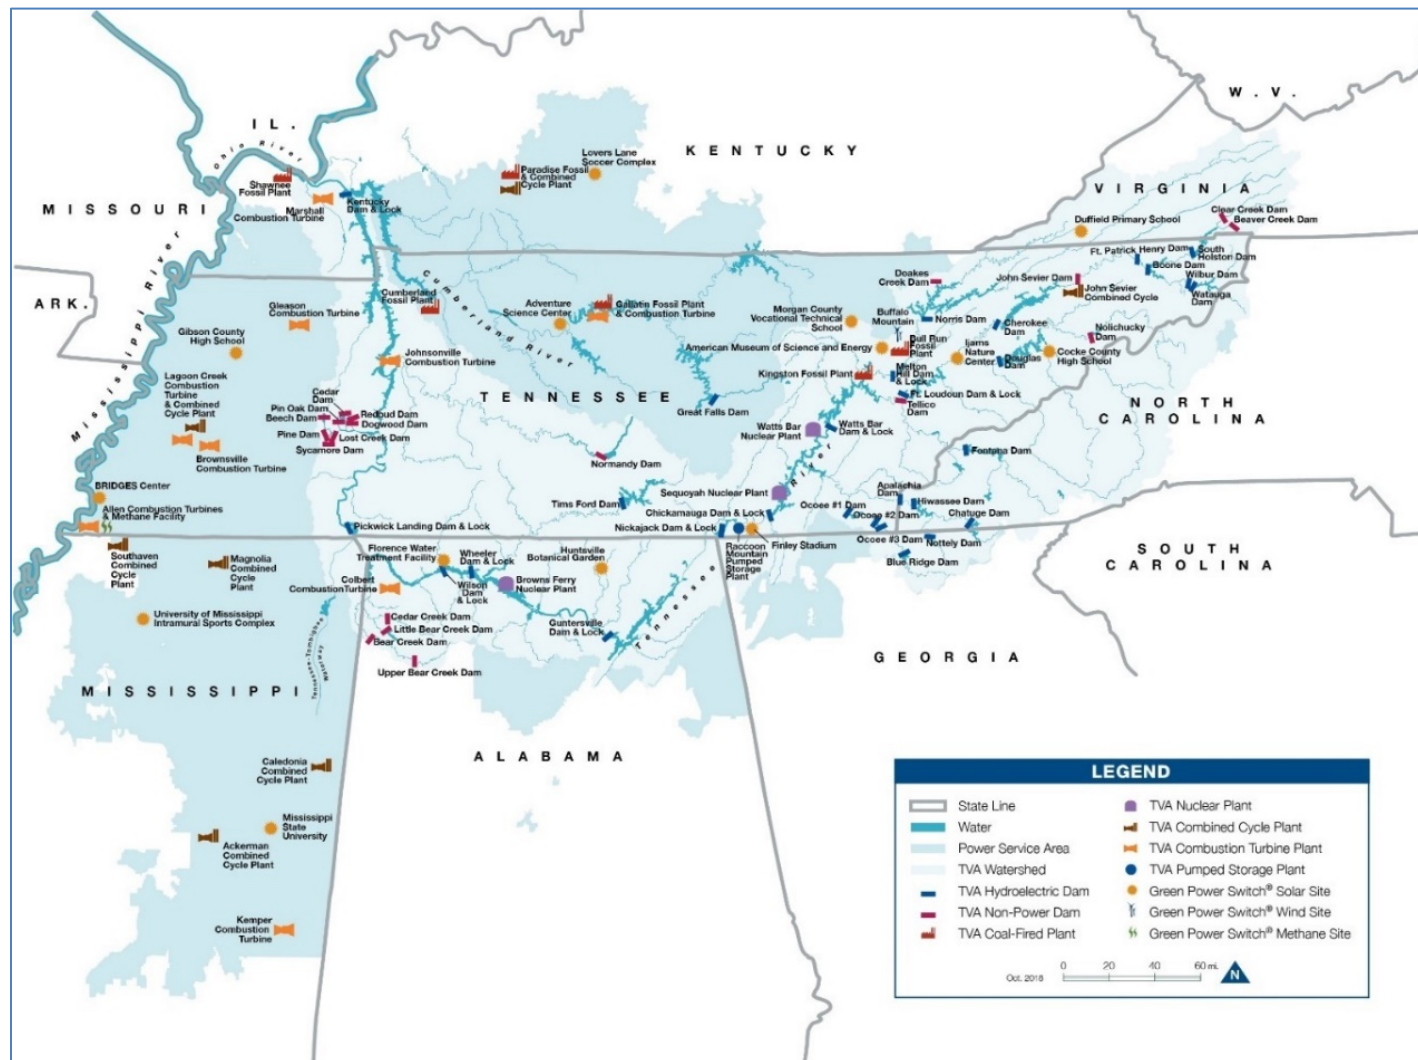 W. V.
IL.
Ohio River
KENTUCKY
Lovers Lane
Soccer Complex
Paradise Fossil
& Combined
Cycle Plant
Shawnee
Fossil Plant
Marshall
Combustion Turbine
Kentucky
Dam & Lock
MISSOURI
VIRGINIA
Duffield Primary School
Clear Creek Dam
Beaver Creek Dam
Mississippi River
ARK.
Ft. Patrick Henry Dam
South
Holston Dam
Boone Dam
Wilbur Dam
Watauga
Dam
Doakes
Creek Dam
John Sevier Dam
John Sevier
Combined Cycle
Cumberland
Fossil Plant
Cumberland River
Gleason
Combustion Turbine
Adventure
Science Center
Gallatin Fossil Plant
& Combustion Turbine
Morgan County
Vocational Technical
School
Buffalo
Mountain
Norris Dam
Cherokee
Dam
Nolichucky
Dam
Gibson County
High School
American Museum of Science and Energy
Bull Run
Fossil
Plant
Ijams
Nature
Center
Douglas
Dam
Cocke County
High School
Johnsonville
Combustion Turbine
Kingston Fossil Plant
Melton
Hill Dam
& Lock
Lagoon Creek
Combustion
Turbine
& Combined
Cycle Plant
Cedar
Dam
Pin Oak Dam
Redbud Dam
Beech Dam
Dogwood Dam
Pine Dam
Lost Creek Dam
Sycamore Dam
TENNESSEE
Great Falls Dam
Ft. Loudoun Dam & Lock
Tellico
Dam
NORTH
CAROLINA
Watts Bar
Nuclear Plant
Watts Bar
Dam & Lock
Brownsville
Combustion Turbine
Normandy Dam
Fontana Dam
BRIDGES Center
Allen Combustion Turbines
& Methane Facility
Sequoyah Nuclear Plant
River
Tims Ford Dam
Chickamauga Dam & Lock
Apalachia
Dam
Hiwassee Dam
Ocoee #1 Dam
Ocoee #2 Dam
Chatuge Dam
Pickwick Landing Dam & Lock
Nickajack Dam & Lock
Ocoee #3 Dam
Nottely Dam
Finley Stadium
Raccoon
Mountain
Pumped
Storage
Plant
Blue Ridge Dam
SOUTH
CAROLINA
Southaven
Combined
Cycle
Plant
Magnolia
Combined
Cycle
Plant
Florence Water
Treatment Facility
Wheeler
Dam & Lock
Huntsville
Botanical Garden
Colbert
Combustion Turbine
Wilson
Dam
& Lock
Browns Ferry
Nuclear Plant
Tennessee
University of Mississippi
Intramural Sports Complex
Tennessee-Tombigbee
Waterway
Cedar Creek Dam
Little Bear Creek Dam
Bear Creek Dam
Upper Bear Creek Dam
Guntersville
Dam & Lock
GEORGIA
MISSISSIPPI
ALABAMA
Caledonia
Combined
Cycle Plant
Mississippi
State
University
Ackerman
Combined
Cycle Plant
Kemper
Combustion
Turbine
LEGEND
State Line
Water
Power Service Area
TVA Watershed
TVA Hydroelectric Dam
TVA Non-Power Dam
TVA Coal-Fired Plant
TVA Nuclear Plant
TVA Combined Cycle Plant
TVA Combustion Turbine Plant
TVA Pumped Storage Plant
Green Power Switch® Solar Site
Green Power Switch® Wind Site
Green Power Switch® Methane Site
Oct. 2018
0 20 40 60 mi.
N